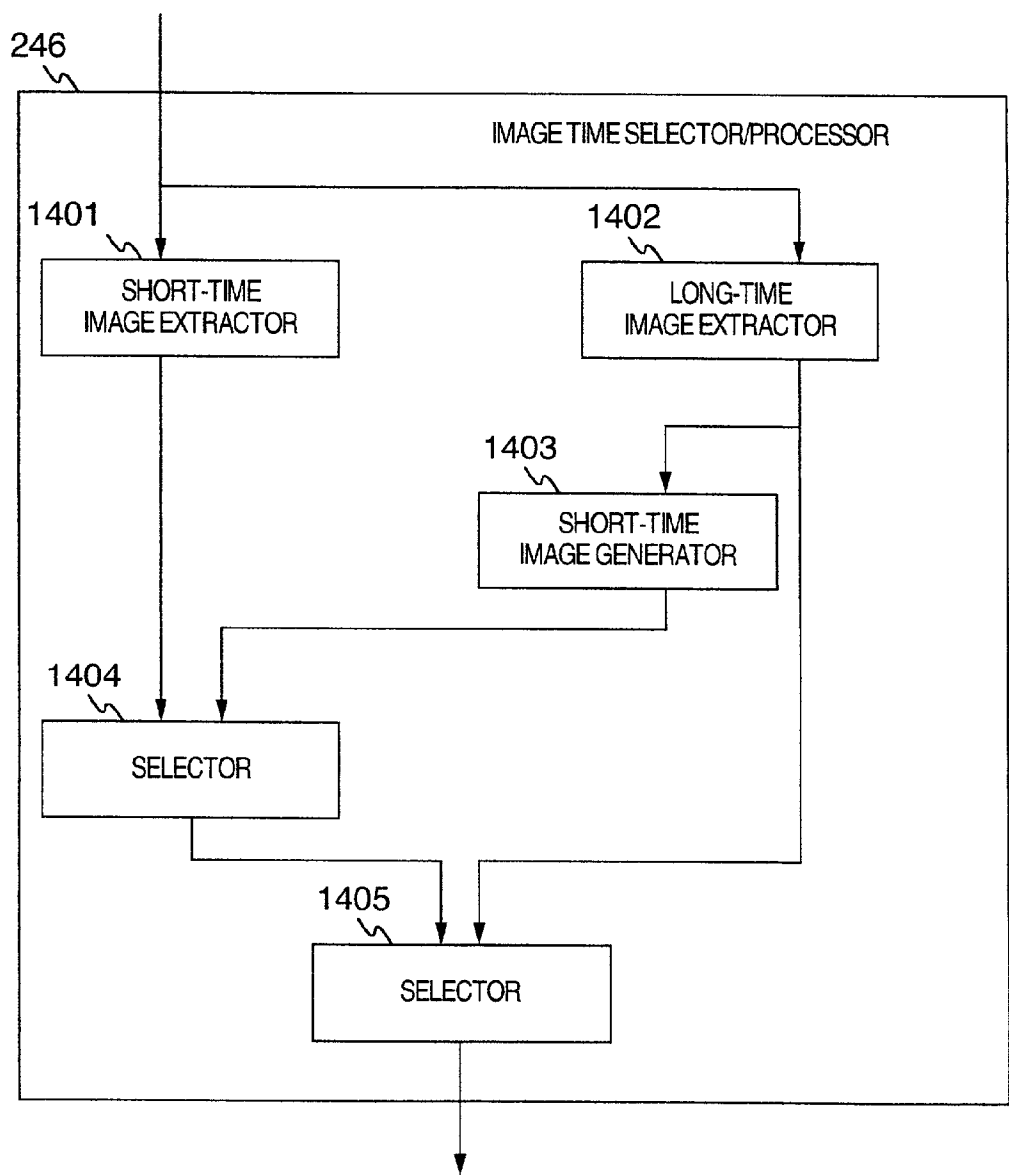 246
IMAGE TIME SELECTOR/PROCESSOR
1401
SHORT-TIME
IMAGE EXTRACTOR
1402
LONG-TIME
IMAGE EXTRACTOR
1403
SHORT-TIME
IMAGE GENERATOR
1404
SELECTOR
1405
SELECTOR